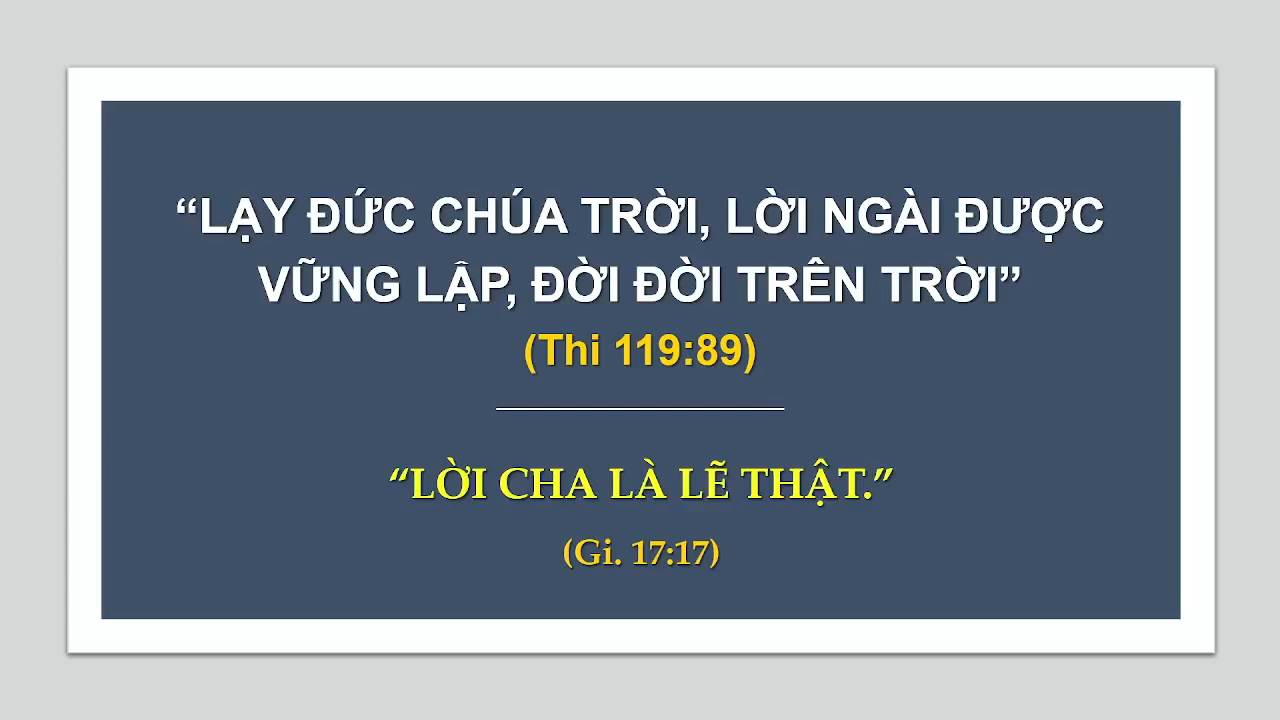 “LẠY ĐỨC CHÚA TRỜI, LỜI NGÀI ĐƯỢC
VỮNG LẬP, ĐỜI ĐỜI TRÊN TRỜI”
(Thi 119:89)
“LỜI CHA LÀ LẼ THẬT.”
(Gi. 17:17)